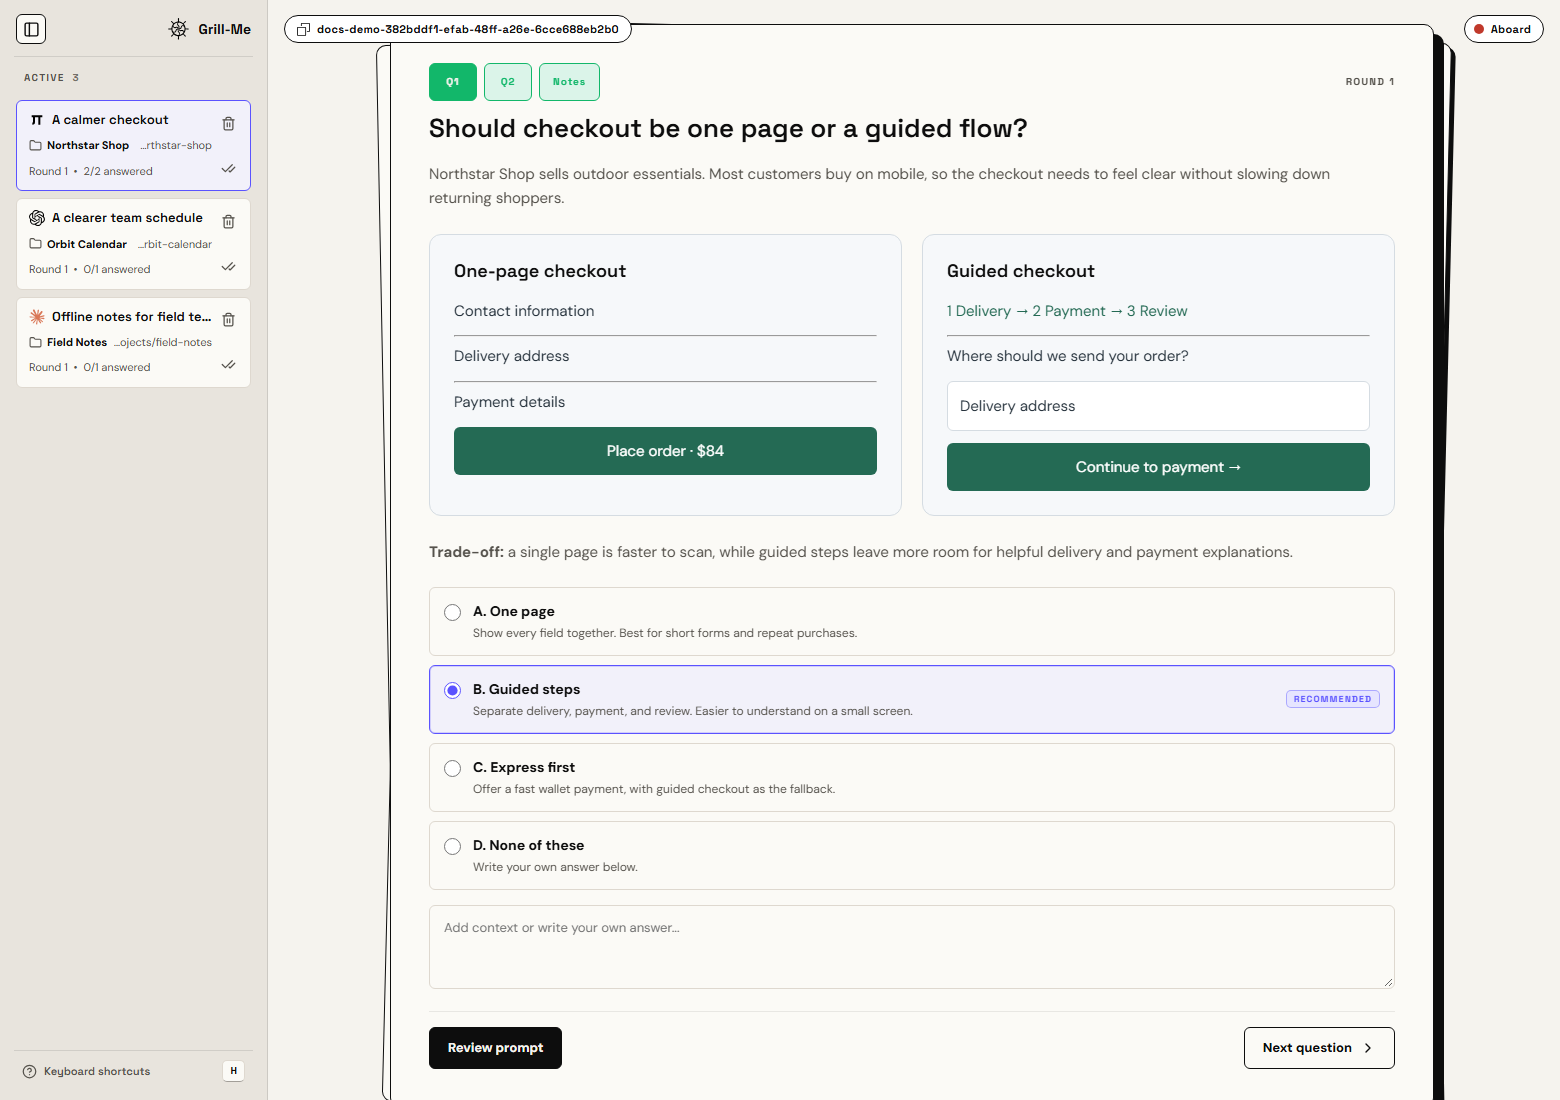 Grill-Me
ACTIVE 3
A calmer checkout
Northstar Shop …rthstar-shop
Round 1 • 2/2 answered
A clearer team schedule
Orbit Calendar …rbit-calendar
Round 1 • 0/1 answered
Offline notes for field te…
Field Notes …ojects/field-notes
Round 1 • 0/1 answered
Keyboard shortcuts H
docs-demo-382bddf1-efab-48ff-a26e-6cce688eb2b0
Aboard
Q1 Q2 Notes
ROUND 1
Should checkout be one page or a guided flow?
Northstar Shop sells outdoor essentials. Most customers buy on mobile, so the checkout needs to feel clear without slowing down
returning shoppers.
One-page checkout
Contact information
Delivery address
Payment details
Place order · $84
Guided checkout
1 Delivery → 2 Payment → 3 Review
Where should we send your order?
Delivery address
Continue to payment →
Trade-off: a single page is faster to scan, while guided steps leave more room for helpful delivery and payment explanations.
A. One page
Show every field together. Best for short forms and repeat purchases.
B. Guided steps
Separate delivery, payment, and review. Easier to understand on a small screen.
RECOMMENDED
C. Express first
Offer a fast wallet payment, with guided checkout as the fallback.
D. None of these
Write your own answer below.
Add context or write your own answer…
Review prompt
Next question